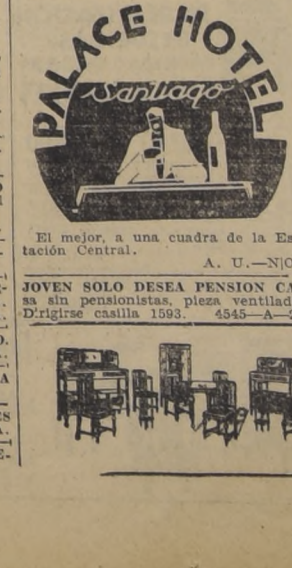 PALACE HOTEL
Santiago
El mejor, a una cuadra de la Es
tación Central.
A. U.—N|C
JOVEN SOLO DESEA PENSION CA
sa sin pensionistas, pieza ventilad
D'rigirse casilla 1593. 4545—A—